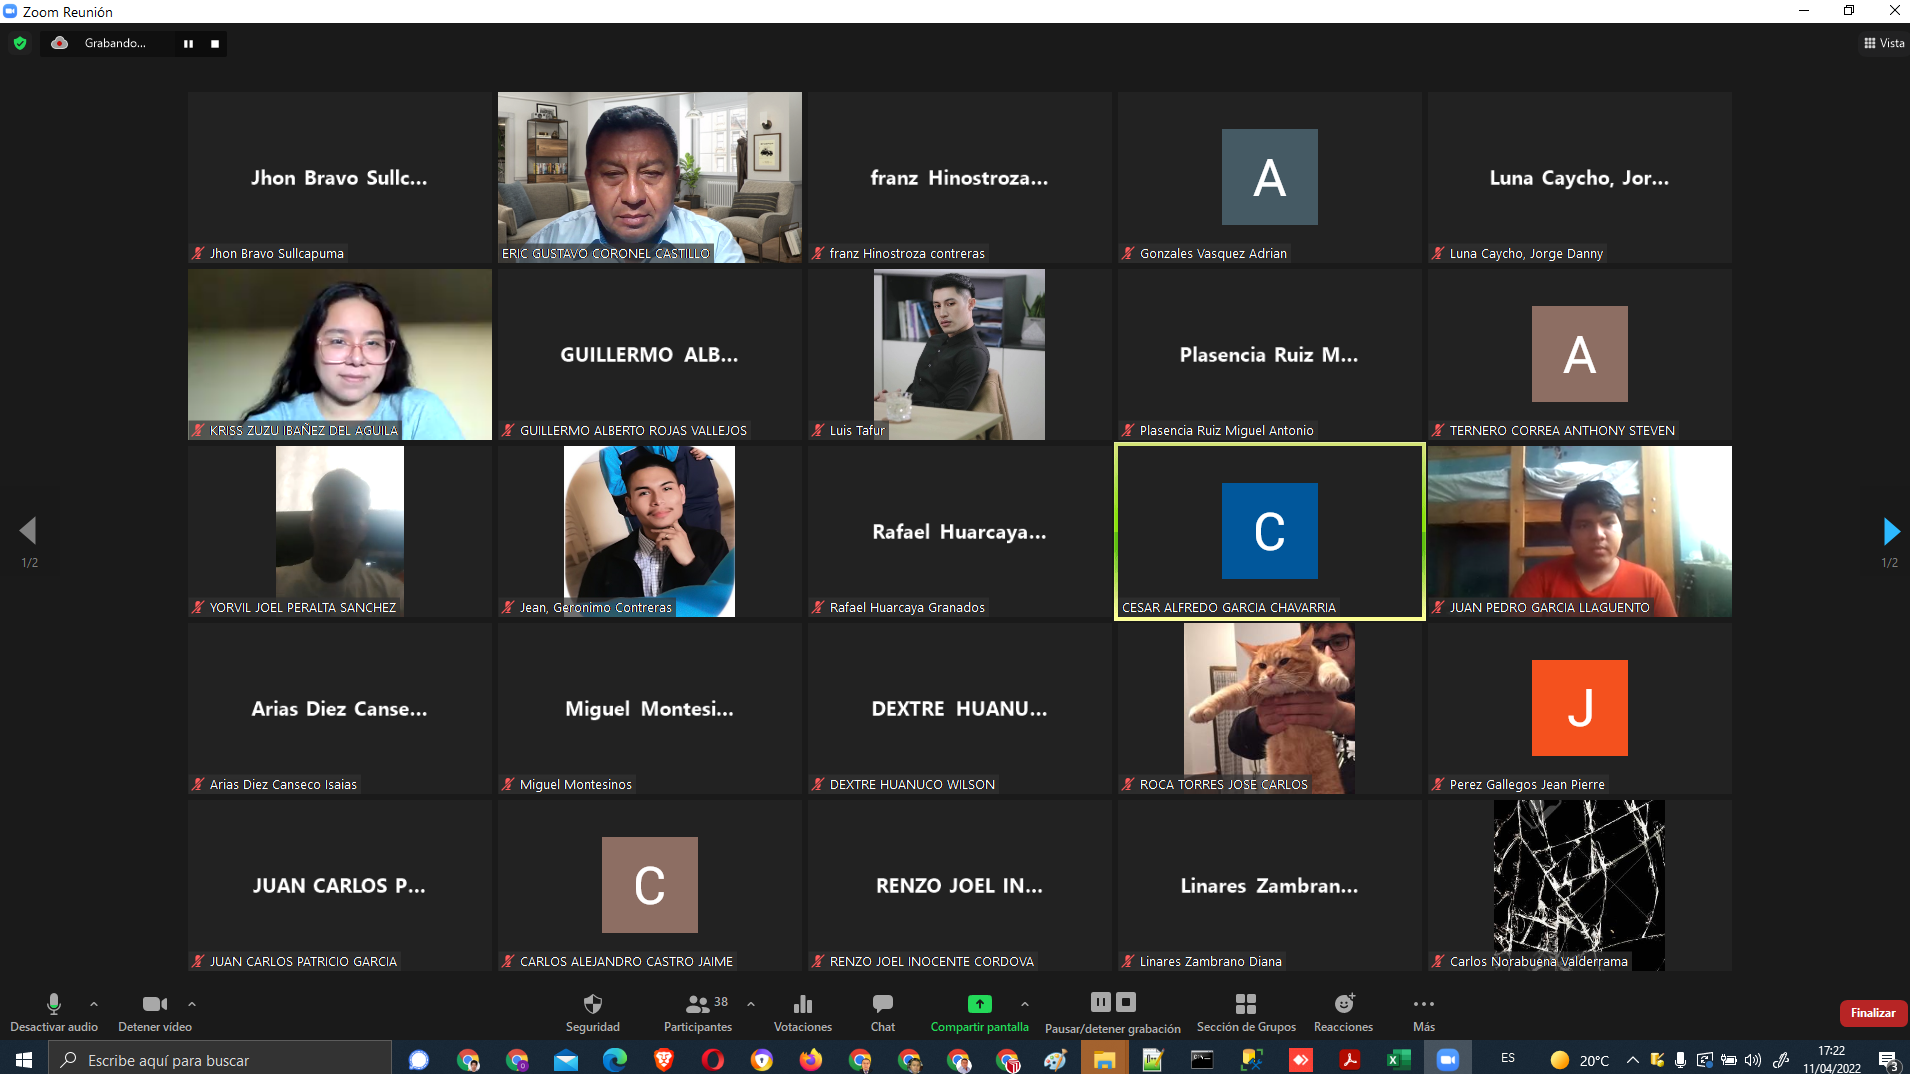 Zoom Reunión
Grabando...
Vista
Jhon Bravo Sullc...
Jhon Bravo Sullcapuma
ERIC GUSTAVO CORONEL CASTILLO
franz Hinostroza...
franz Hinostroza contreras
A
Gonzales Vasquez Adrian
Luna Caycho, Jor...
Luna Caycho, Jorge Danny
KRISS ZUZU IBAÑEZ DEL AGUILA
GUILLERMO ALB...
GUILLERMO ALBERTO ROJAS VALLEJOS
Luis Tafur
Plasencia Ruiz M...
Plasencia Ruiz Miguel Antonio
A
TERNERO CORREA ANTHONY STEVEN
1/2
YORVIL JOEL PERALTA SANCHEZ
Jean, Geronimo Contreras
Rafael Huarcaya...
Rafael Huarcaya Granados
C
CESAR ALFREDO GARCIA CHAVARRIA
JUAN PEDRO GARCIA LLAGUENTO
1/2
Arias Diez Canse...
Arias Diez Canseco Isaias
Miguel Montesi...
Miguel Montesinos
DEXTRE HUANU...
DEXTRE HUANUCO WILSON
ROCA TORRES JOSE CARLOS
J
Perez Gallegos Jean Pierre
JUAN CARLOS P...
JUAN CARLOS PATRICIO GARCIA
C
CARLOS ALEJANDRO CASTRO JAIME
RENZO JOEL IN...
RENZO JOEL INOCENTE CORDOVA
Linares Zambran...
Linares Zambrano Diana
Carlos Norabuena Valderrama
Desactivar audio
Detener vídeo
Seguridad
38
Participantes
Votaciones
Chat
Compartir pantalla
Pausar/detener grabación
Sección de Grupos
Reacciones
Más
Finalizar
Escribe aquí para buscar
ES
20°C
17:22
11/04/2022
3